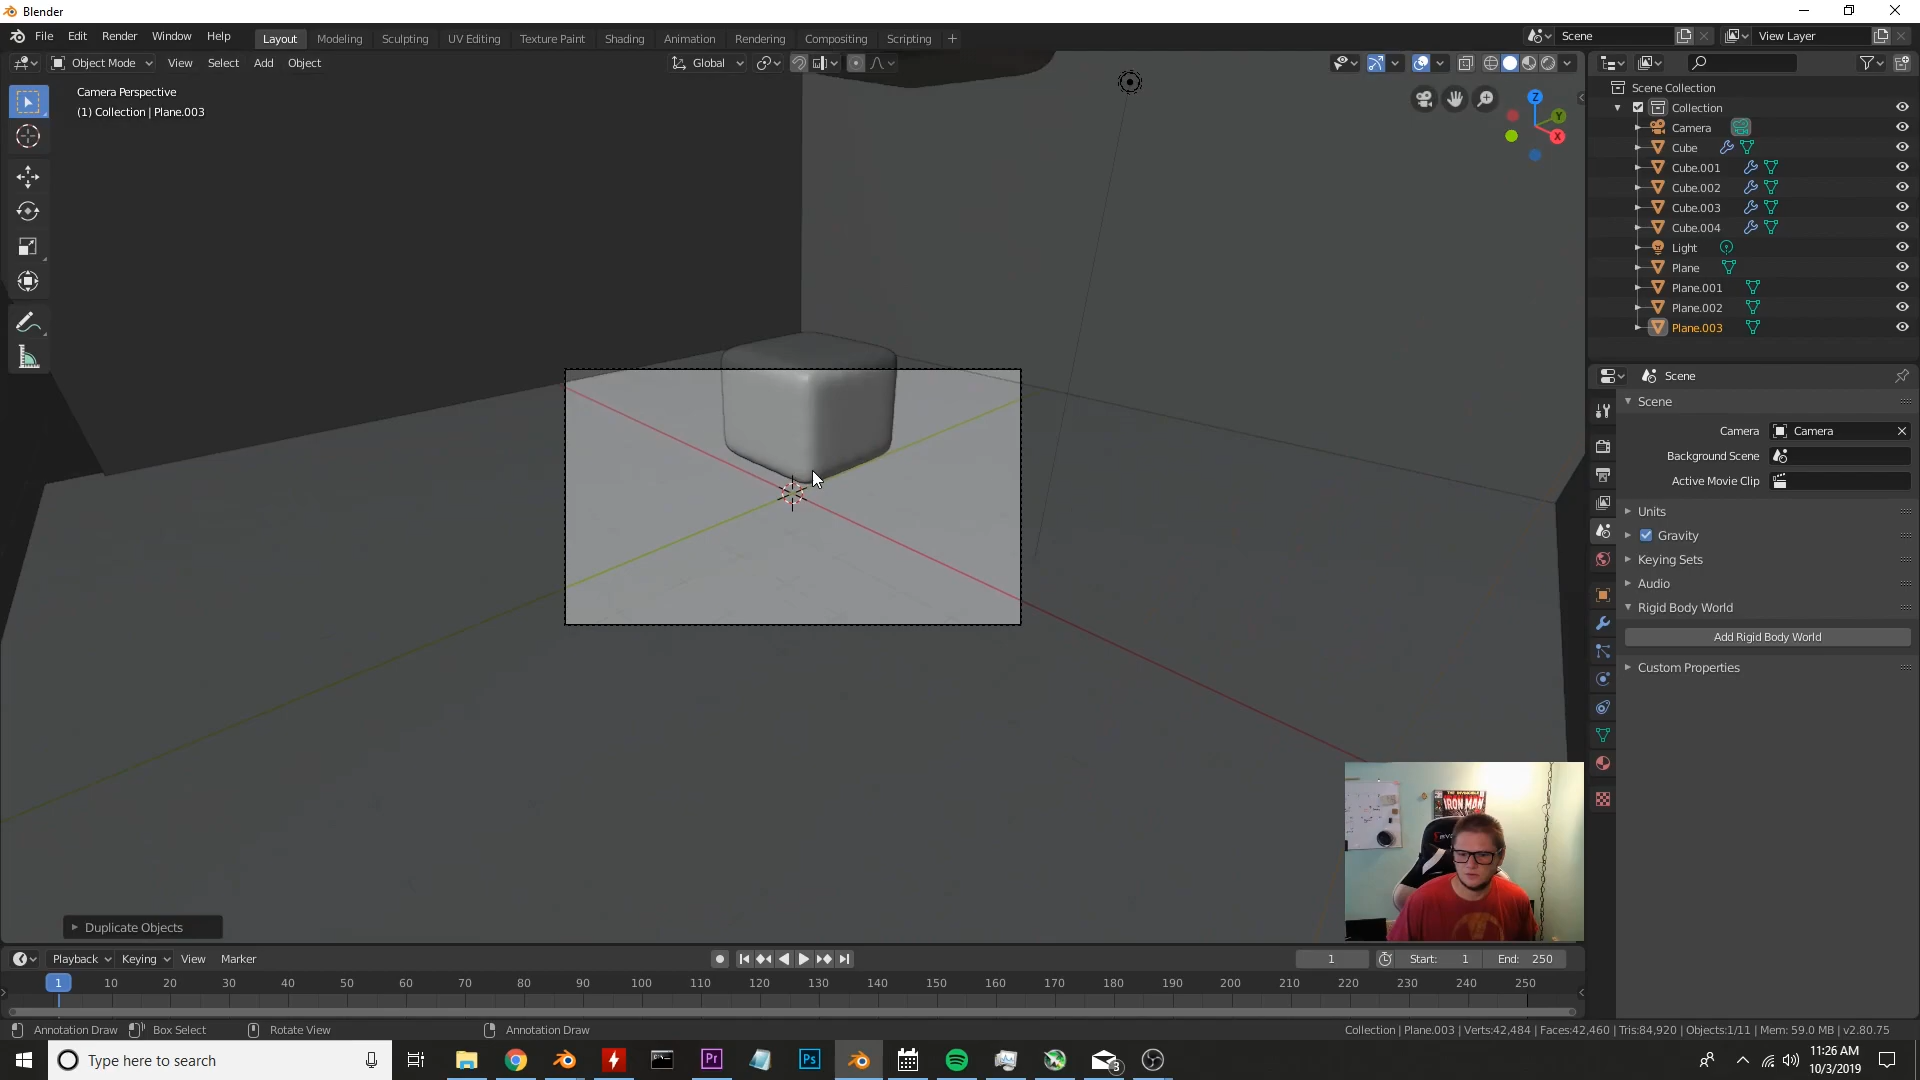 Blender
File Edit Render Window Help
Layout Modeling Sculpting UV Editing Texture Paint Shading Animation Rendering Compositing Scripting +
Scene View Layer
Object Mode View Select Add Object
Global
Camera Perspective
(1) Collection | Plane.003
Z
Y
X
Scene Collection
Collection
Camera
Cube
Cube.001
Cube.002
Cube.003
Cube.004
Light
Plane
Plane.001
Plane.002
Plane.003
Scene
Scene
Camera Camera
Background Scene
Active Movie Clip
Units
Gravity
Keying Sets
Audio
Rigid Body World
Add Rigid Body World
Custom Properties
IRON MAN
Duplicate Objects
Playback Keying View Marker
1 Start: 1 End: 250
1 10 20 30 40 50 60 70 80 90 100 110 120 130 140 150 160 170 180 190 200 210 220 230 240 250
Annotation Draw Box Select Rotate View Annotation Draw
Collection | Plane.003 | Verts:42,484 | Faces:42,460 | Tris:84,920 | Objects:1/11 | Mem: 59.0 MB | v2.80.75
Type here to search
Pr
Ps
3
11:26 AM
10/3/2019